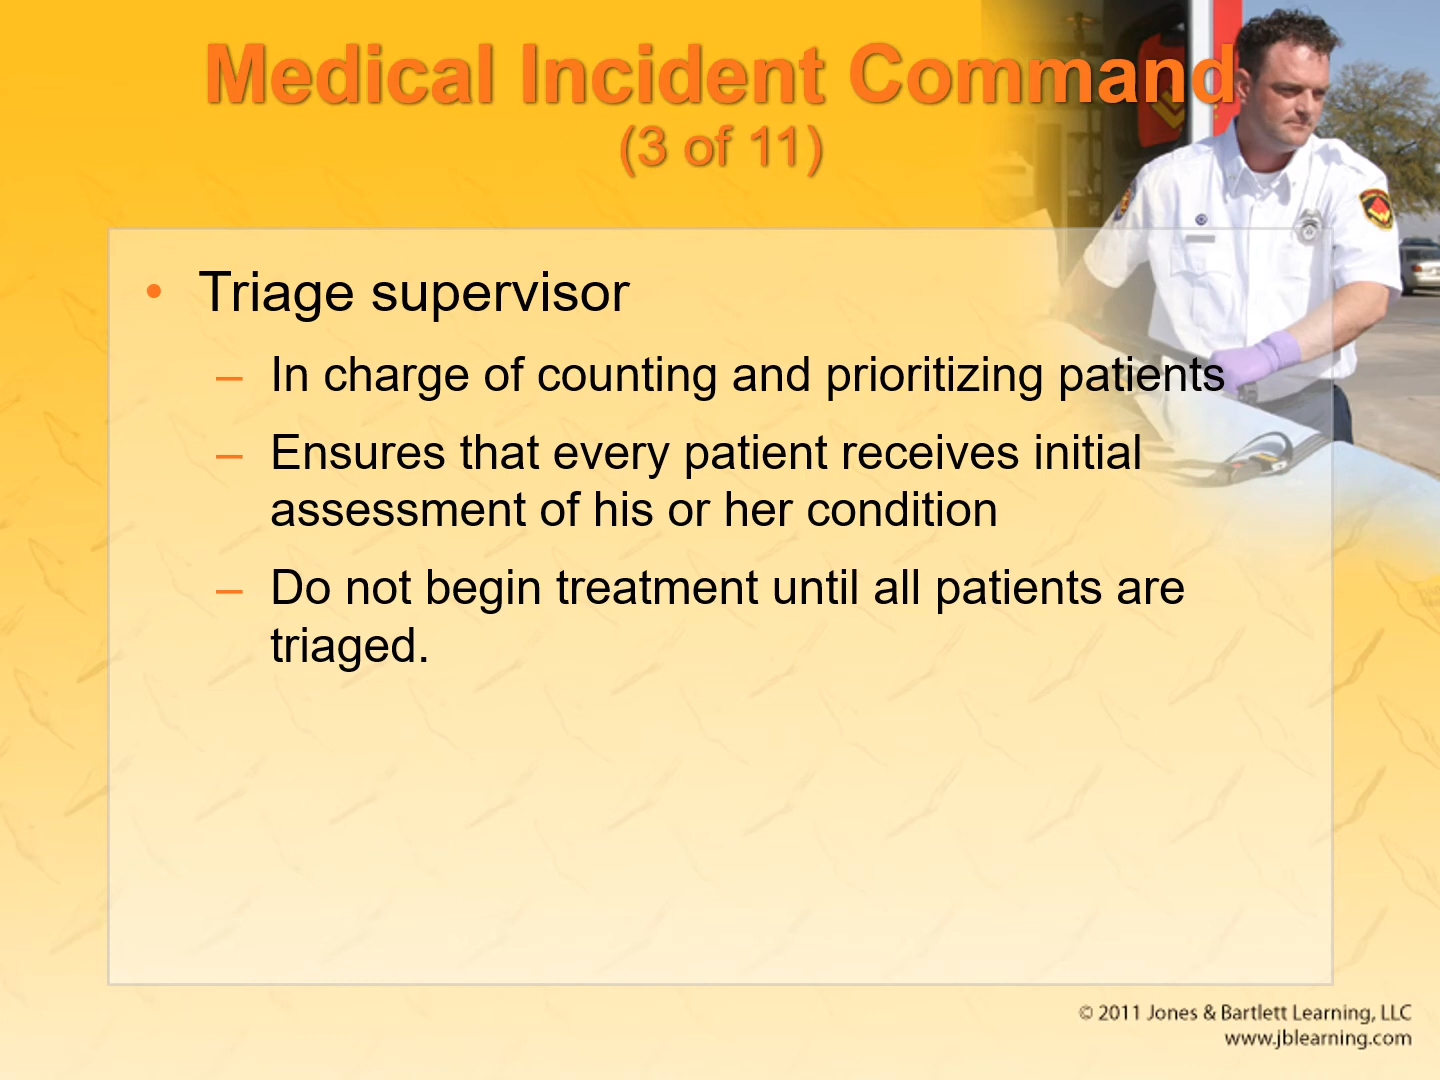 Medical Incident Command
(3 of 11)
• Triage supervisor
– In charge of counting and prioritizing patients
– Ensures that every patient receives initial
assessment of his or her condition
– Do not begin treatment until all patients are
triaged.
© 2011 Jones & Bartlett Learning, LLC
www.jblearning.com